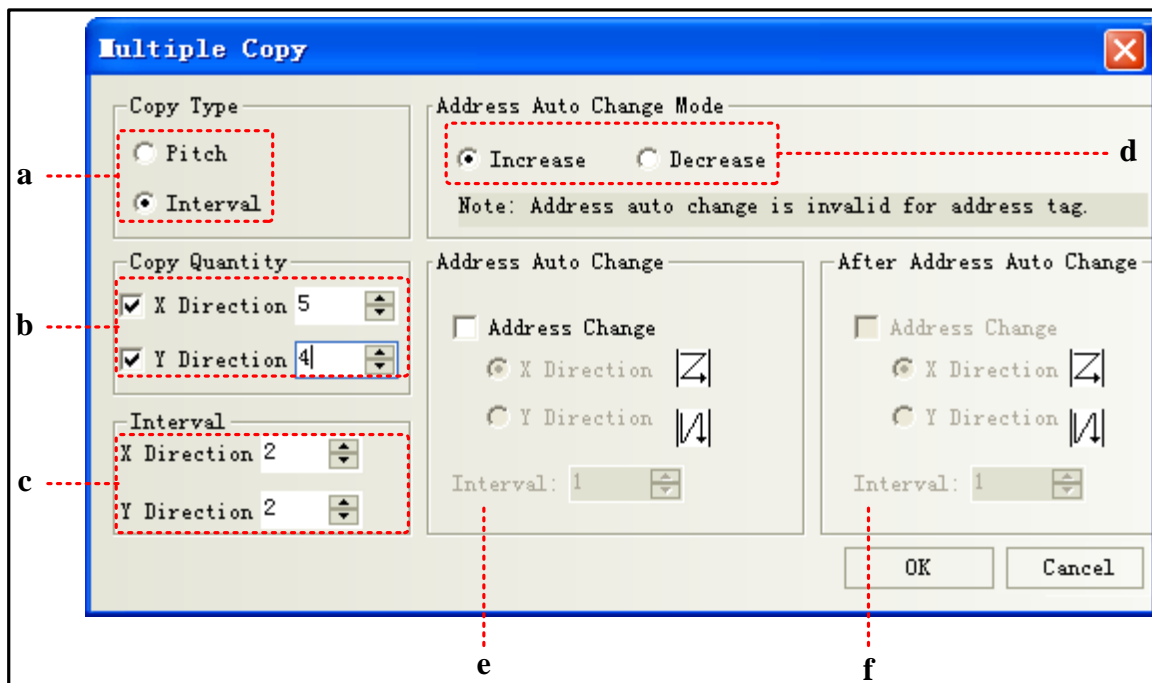 Multiple Copy
Copy Type
Pitch
Interval
a
Address Auto Change Mode
Increase Decrease
d
Note: Address auto change is invalid for address tag.
Copy Quantity
X Direction 5
Y Direction 4
b
Interval
X Direction 2
Y Direction 2
c
Address Auto Change
Address Change
X Direction
Y Direction
Interval: 1
After Address Auto Change
Address Change
X Direction
Y Direction
Interval: 1
OK Cancel
e
f